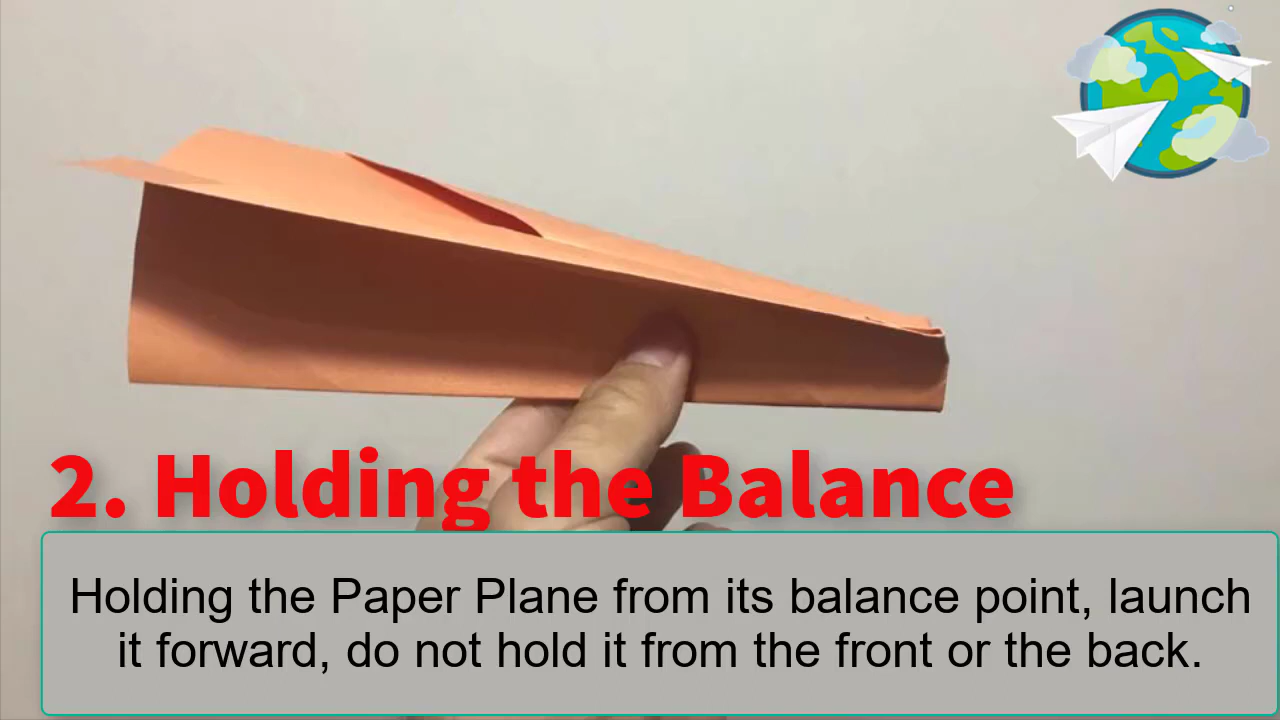 2. Holding the Balance
Holding the Paper Plane from its balance point, launch
it forward, do not hold it from the front or the back.